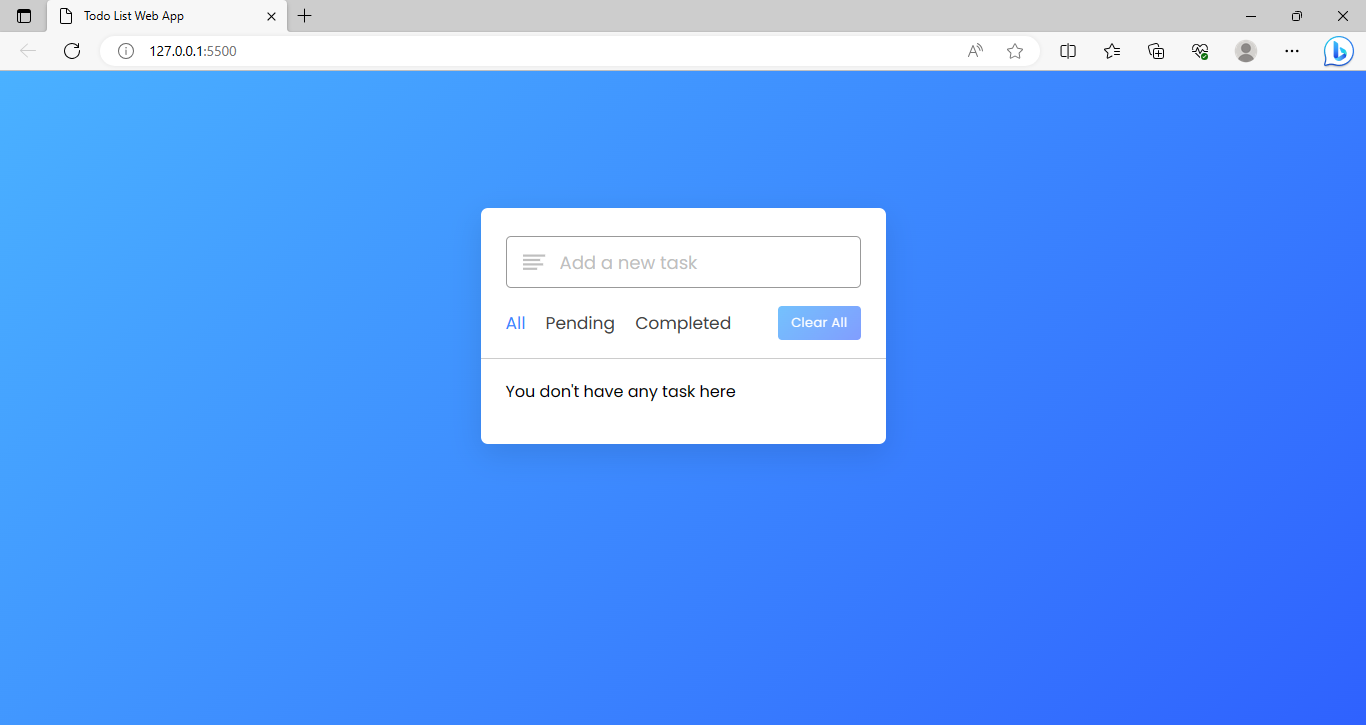 Todo List Web App
127.0.0.1:5500
Add a new task
All Pending Completed Clear All
You don't have any task here